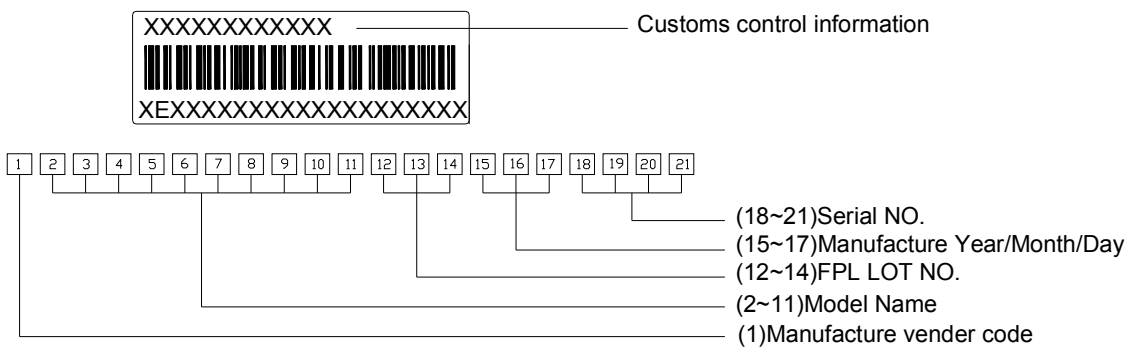 XXXXXXXXXXXX
Customs control information
XEXXXXXXXXXXXXXXXXXXX
1 2 3 4 5 6 7 8 9 10 11 12 13 14 15 16 17 18 19 20 21
(18~21)Serial NO.
(15~17)Manufacture Year/Month/Day
(12~14)FPL LOT NO.
(2~11)Model Name
(1)Manufacture vender code